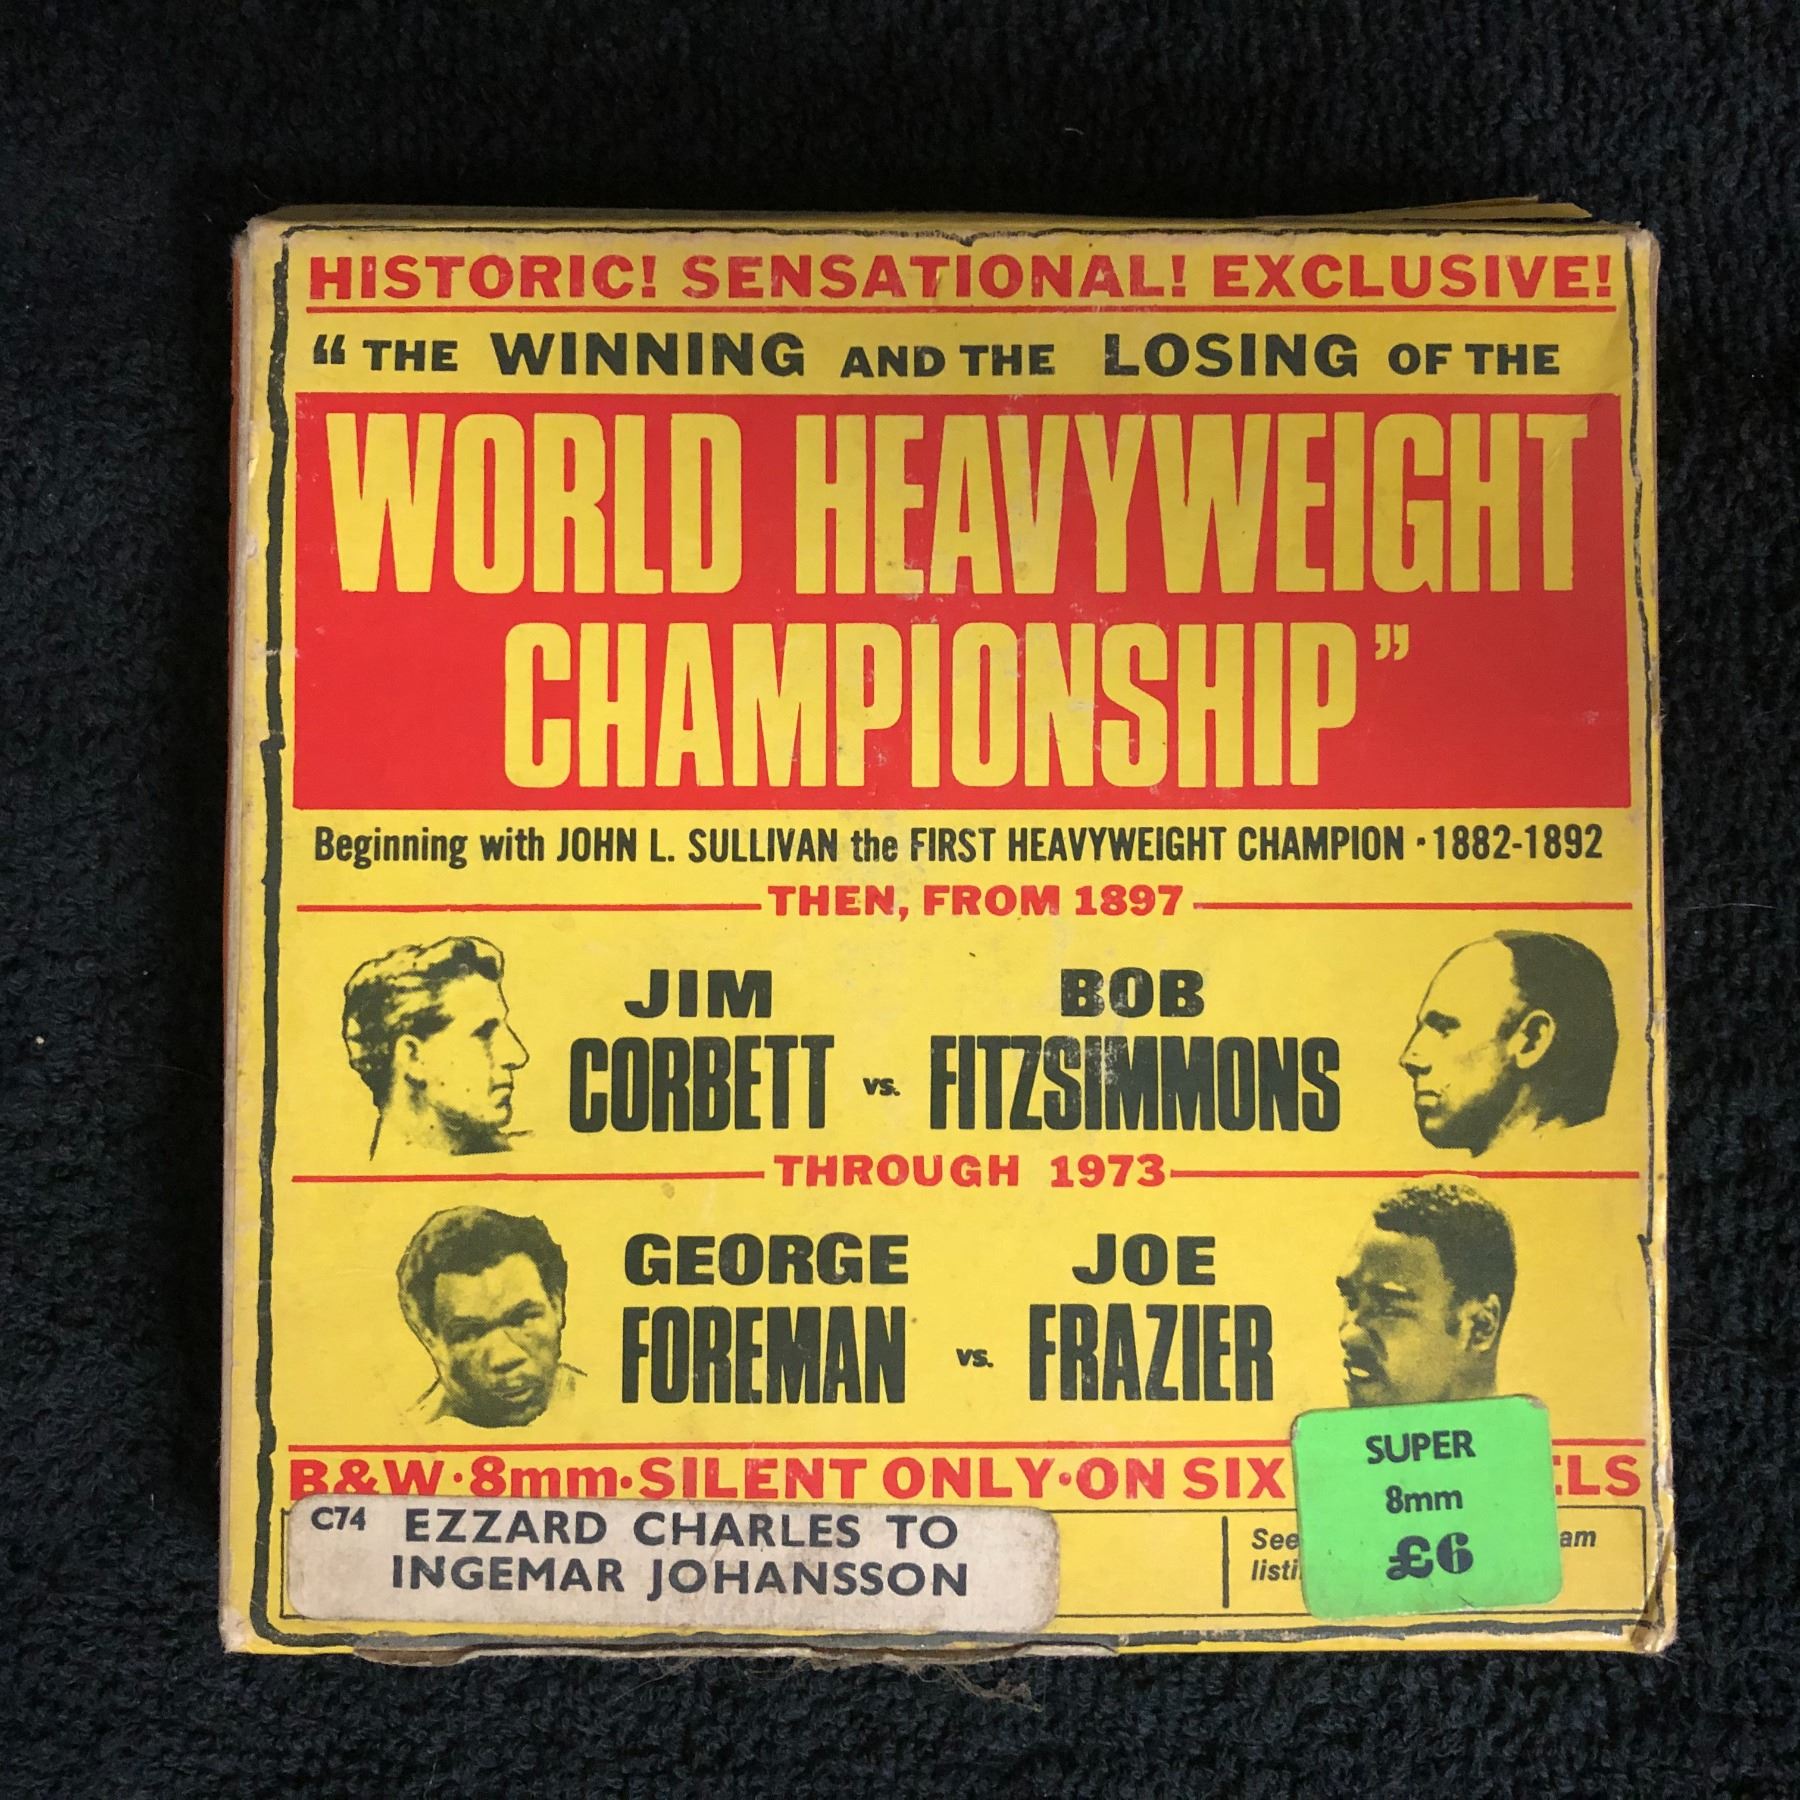 HISTORIC! SENSATIONAL! EXCLUSIVE!
“THE WINNING AND THE LOSING OF THE
WORLD HEAVYWEIGHT
CHAMPIONSHIP”
Beginning with JOHN L. SULLIVAN the FIRST HEAVYWEIGHT CHAMPION · 1882-1892
THEN, FROM 1897
JIM
CORBETT vs.
BOB
FITZSIMMONS
THROUGH 1973
GEORGE
FOREMAN vs.
JOE
FRAZIER
B&W·8mm·SILENT ONLY·ON SIX
C74 EZZARD CHARLES TO
INGEMAR JOHANSSON
See
SUPER
8mm
£6